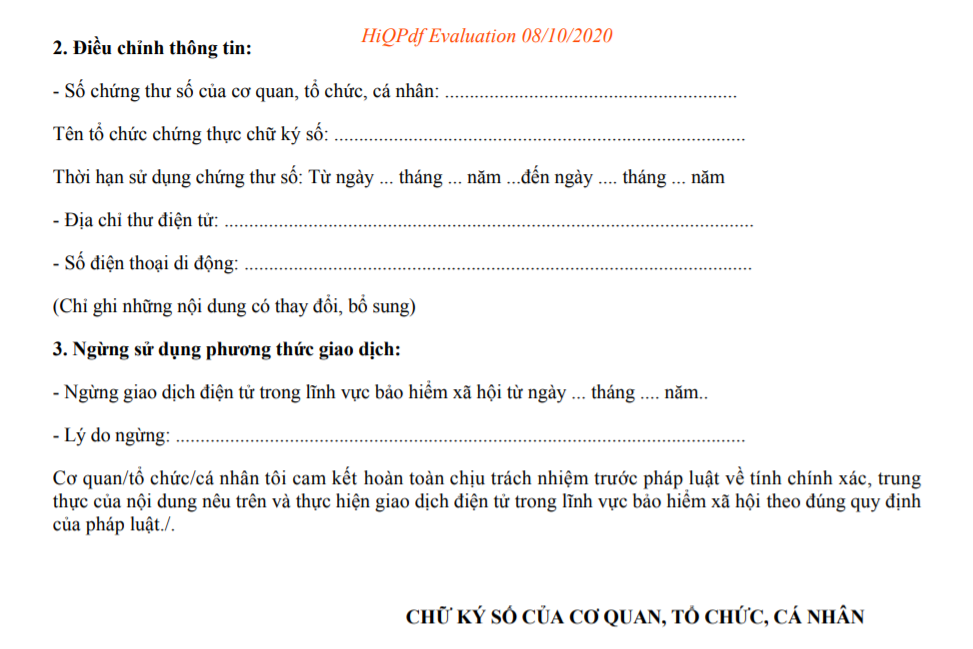 HiQPdf Evaluation 08/10/2020
2. Điều chỉnh thông tin:
- Số chứng thư số của cơ quan, tổ chức, cá nhân: ..........................................................
Tên tổ chức chứng thực chữ ký số: ..................................................................................
Thời hạn sử dụng chứng thư số: Từ ngày ... tháng ... năm ...đến ngày .... tháng ... năm
- Địa chỉ thư điện tử: ..........................................................................................................
- Số điện thoại di động: .....................................................................................................
(Chỉ ghi những nội dung có thay đổi, bổ sung)
3. Ngừng sử dụng phương thức giao dịch:
- Ngừng giao dịch điện tử trong lĩnh vực bảo hiểm xã hội từ ngày ... tháng .... năm..
- Lý do ngừng: ..................................................................................................................
Cơ quan/tổ chức/cá nhân tôi cam kết hoàn toàn chịu trách nhiệm trước pháp luật về tính chính xác, trung
thực của nội dung nêu trên và thực hiện giao dịch điện tử trong lĩnh vực bảo hiểm xã hội theo đúng quy định
của pháp luật./.
CHỮ KÝ SỐ CỦA CƠ QUAN, TỔ CHỨC, CÁ NHÂN